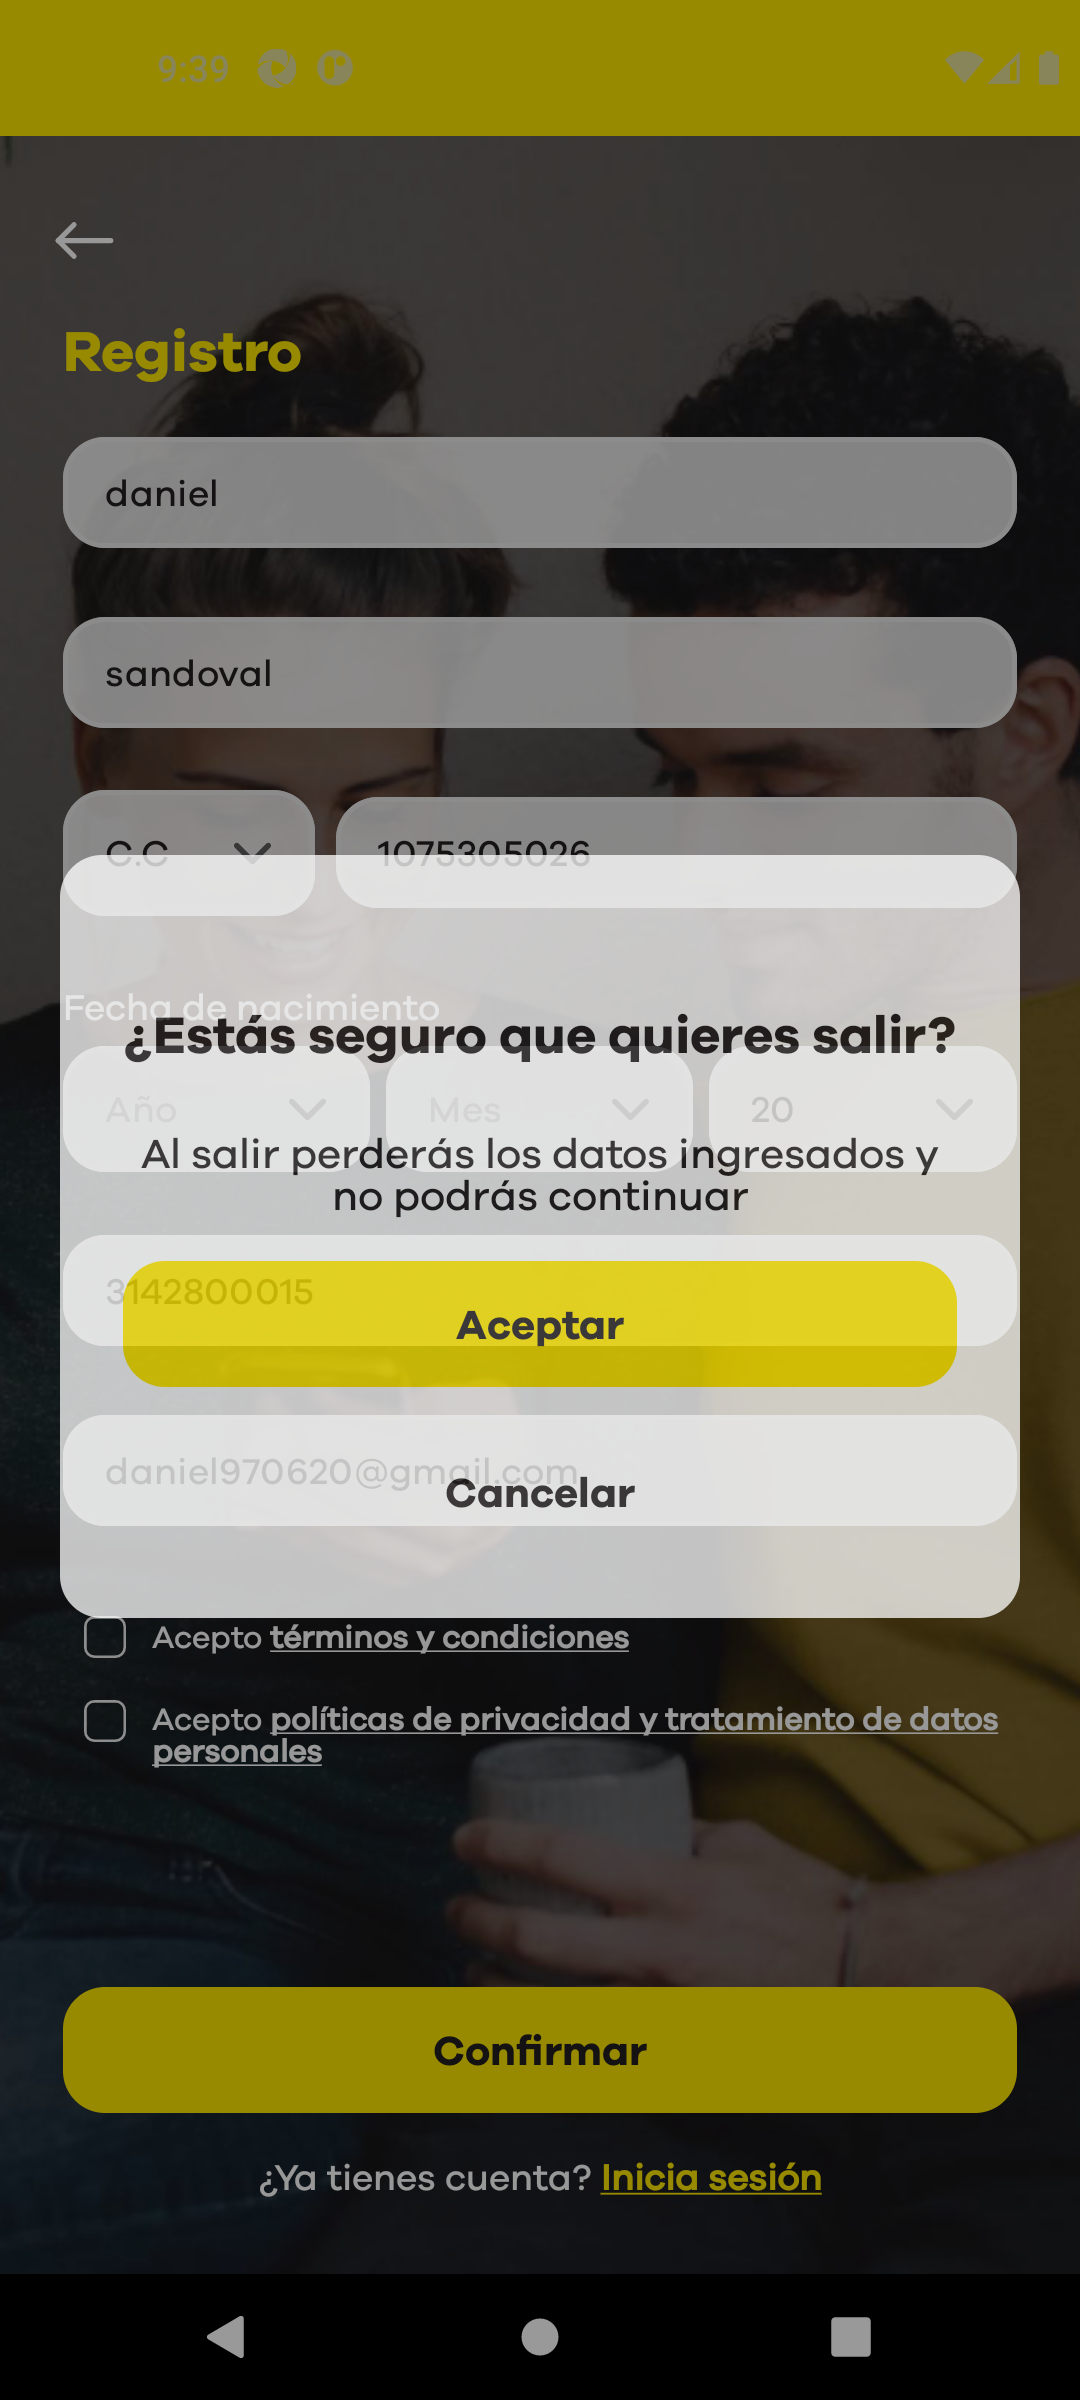 9:39
Registro
daniel
sandoval
C.C
1075305026
Fecha de nacimiento
¿Estás seguro que quieres salir?
Año
Mes
20
Al salir perderás los datos ingresados y
no podrás continuar
3142800015
Aceptar
daniel970620@gmail.com
Cancelar
Acepto términos y condiciones
Acepto políticas de privacidad y tratamiento de datos
personales
Confirmar
¿Ya tienes cuenta? Inicia sesión